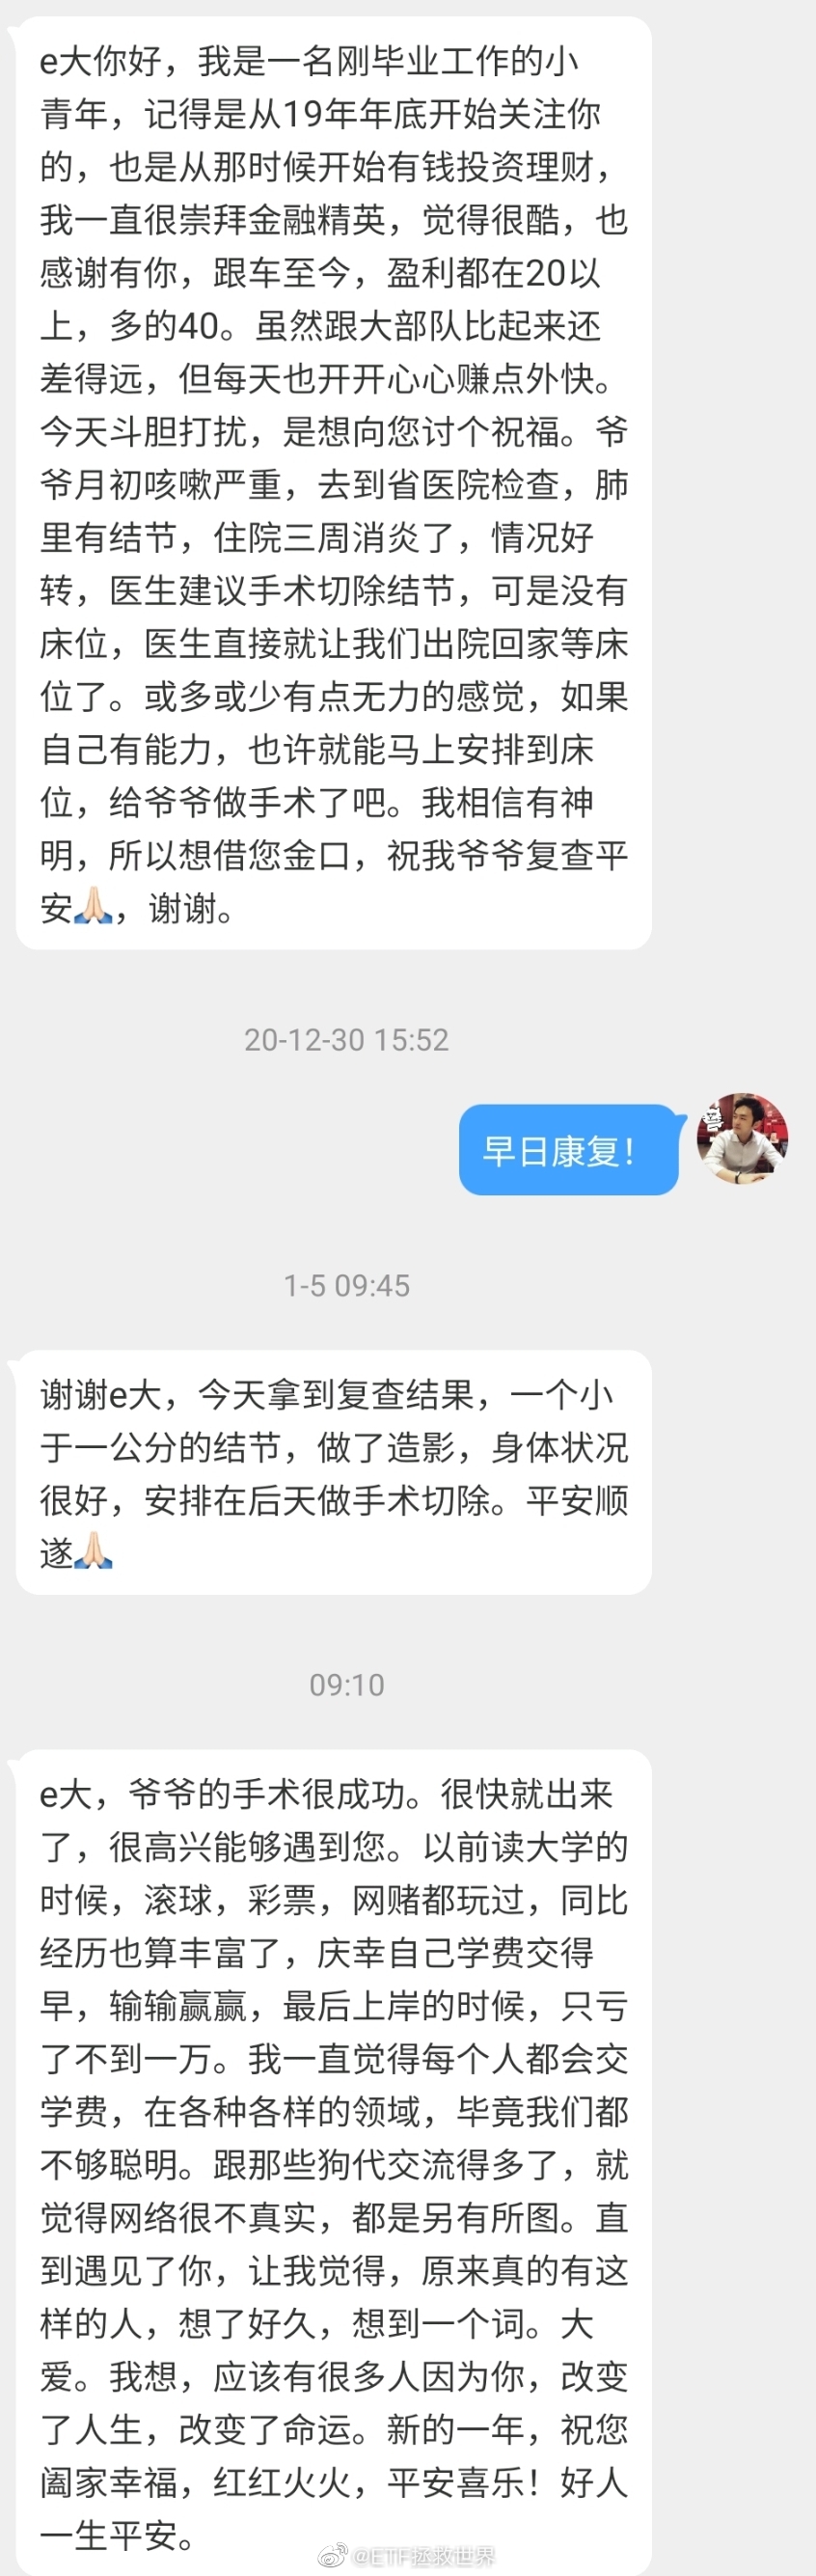 e大你好，我是一名刚毕业工作的小
青年，记得是从19年年底开始关注你
的，也是从那时候开始有钱投资理财，
我一直很崇拜金融精英，觉得很酷，也
感谢有你，跟车至今，盈利都在20以
上，多的40。虽然跟大部队比起来还
差得远，但每天也开开心心赚点外快。
今天斗胆打扰，是想向您讨个祝福。爷
爷月初咳嗽严重，去到省医院检查，肺
里有结节，住院三周消炎了，情况好
转，医生建议手术切除结节，可是没有
床位，医生直接就让我们出院回家等床
位了。或多或少有点无力的感觉，如果
自己有能力，也许就能马上安排到床
位，给爷爷做手术了吧。我相信有神
明，所以想借您金口，祝我爷爷复查平
安🙏🏻，谢谢。
20-12-30 15:52
早日康复！
1-5 09:45
谢谢e大，今天拿到复查结果，一个小
于一公分的结节，做了造影，身体状况
很好，安排在后天做手术切除。平安顺
遂🙏🏻
09:10
e大，爷爷的手术很成功。很快就出来
了，很高兴能够遇到您。以前读大学的
时候，滚球，彩票，网赌都玩过，同比
经历也算丰富了，庆幸自己学费交得
早，输输赢赢，最后上岸的时候，只亏
了不到一万。我一直觉得每个人都会交
学费，在各种各样的领域，毕竟我们都
不够聪明。跟那些狗代交流得多了，就
觉得网络很不真实，都是另有所图。直
到遇见了你，让我觉得，原来真的有这
样的人，想了好久，想到一个词。大
爱。我想，应该有很多人因为你，改变
了人生，改变了命运。新的一年，祝您
阖家幸福，红红火火，平安喜乐！好人
一生平安。
@ETF拯救世界